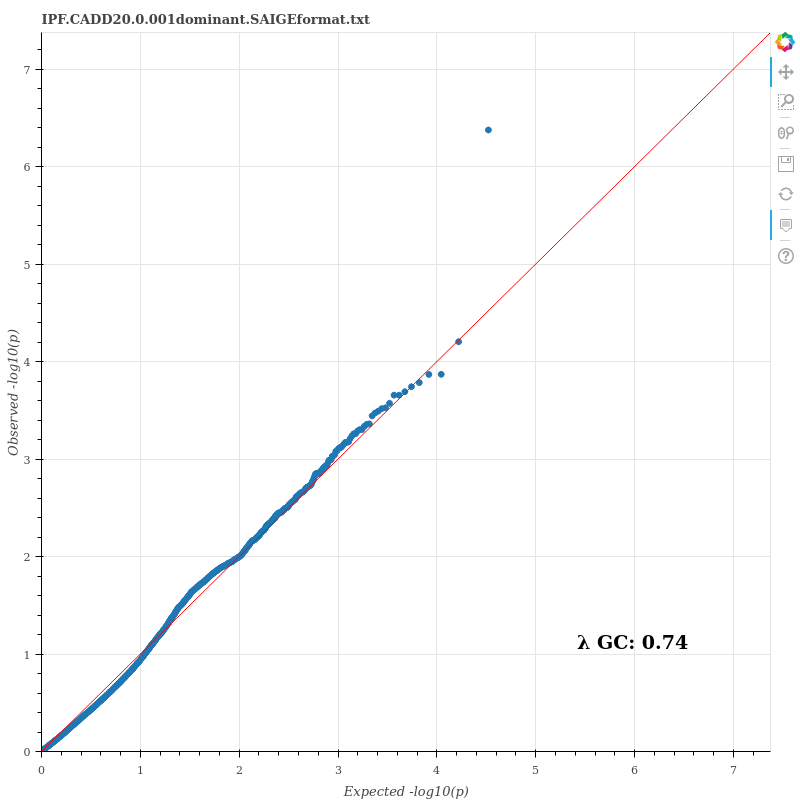 IPF.CADD20.0.001dominant.SAIGEformat.txt
7
6
5
4
3
2
1
0
Observed -log10(p)
λ GC: 0.74
0 1 2 3 4 5 6 7
Expected -log10(p)